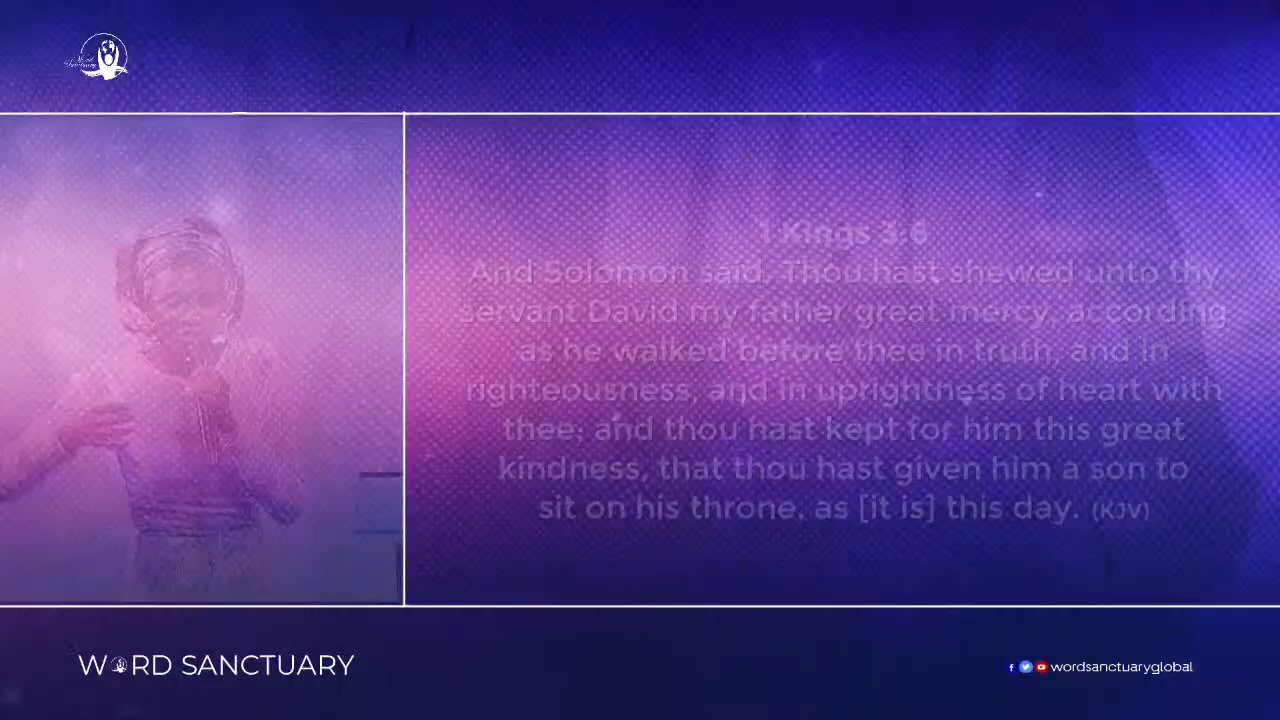 Word
Sanctuary
1 Kings 3:6
And Solomon said, Thou hast shewed unto thy
servant David my father great mercy, according
as he walked before thee in truth, and in
righteousness, and in uprightness of heart with
thee; and thou hast kept for him this great
kindness, that thou hast given him a son to
sit on his throne, as [it is] this day. (KJV)
WORD SANCTUARY
wordsanctuaryglobal